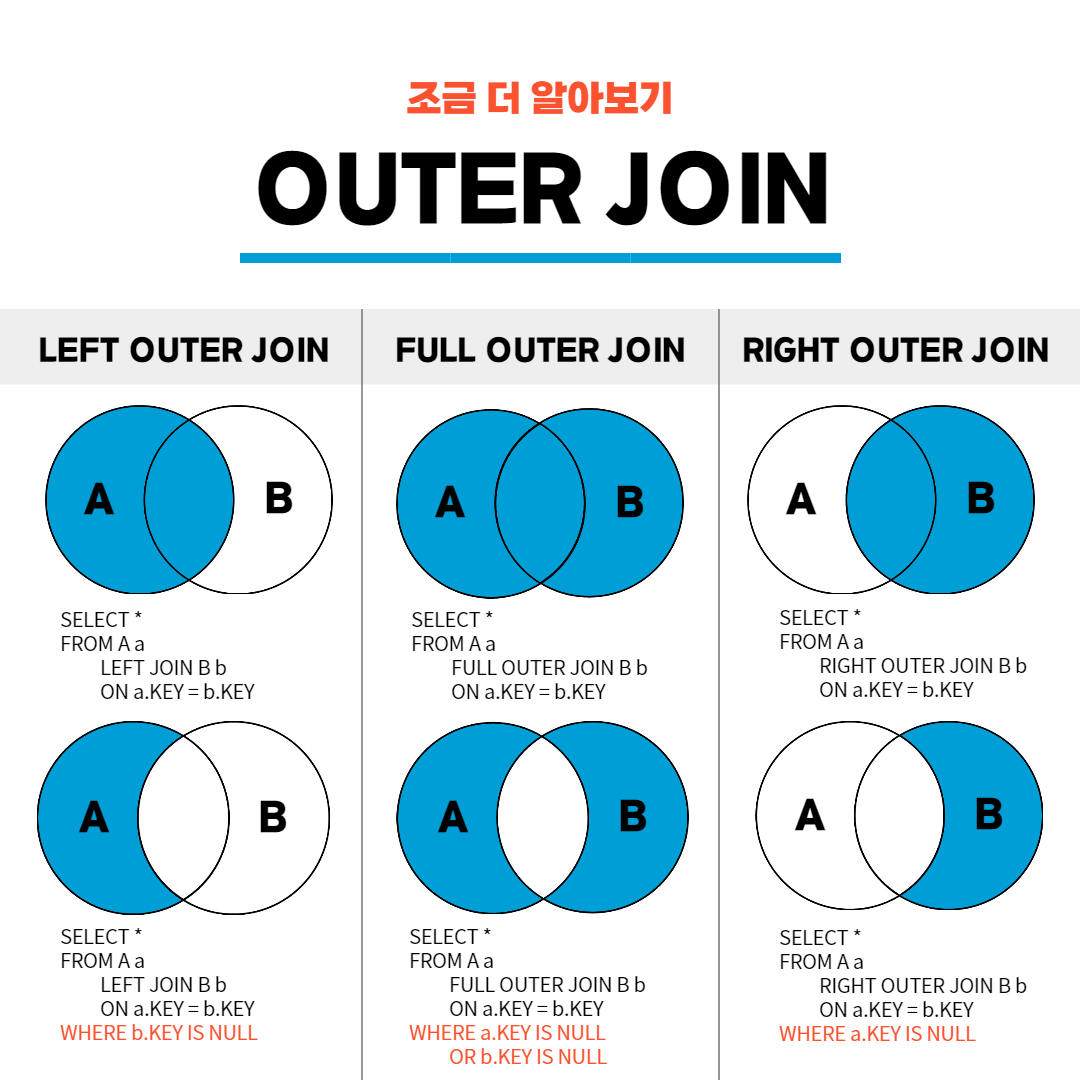 조금 더 알아보기
OUTER JOIN
LEFT OUTER JOIN
A
B
SELECT *
FROM A a
LEFT JOIN B b
ON a.KEY = b.KEY
A
B
SELECT *
FROM A a
LEFT JOIN B b
ON a.KEY = b.KEY
WHERE b.KEY IS NULL
FULL OUTER JOIN
A
B
SELECT *
FROM A a
FULL OUTER JOIN B b
ON a.KEY = b.KEY
A
B
SELECT *
FROM A a
FULL OUTER JOIN B b
ON a.KEY = b.KEY
WHERE a.KEY IS NULL
OR b.KEY IS NULL
RIGHT OUTER JOIN
A
B
SELECT *
FROM A a
RIGHT OUTER JOIN B b
ON a.KEY = b.KEY
A
B
SELECT *
FROM A a
RIGHT OUTER JOIN B b
ON a.KEY = b.KEY
WHERE a.KEY IS NULL